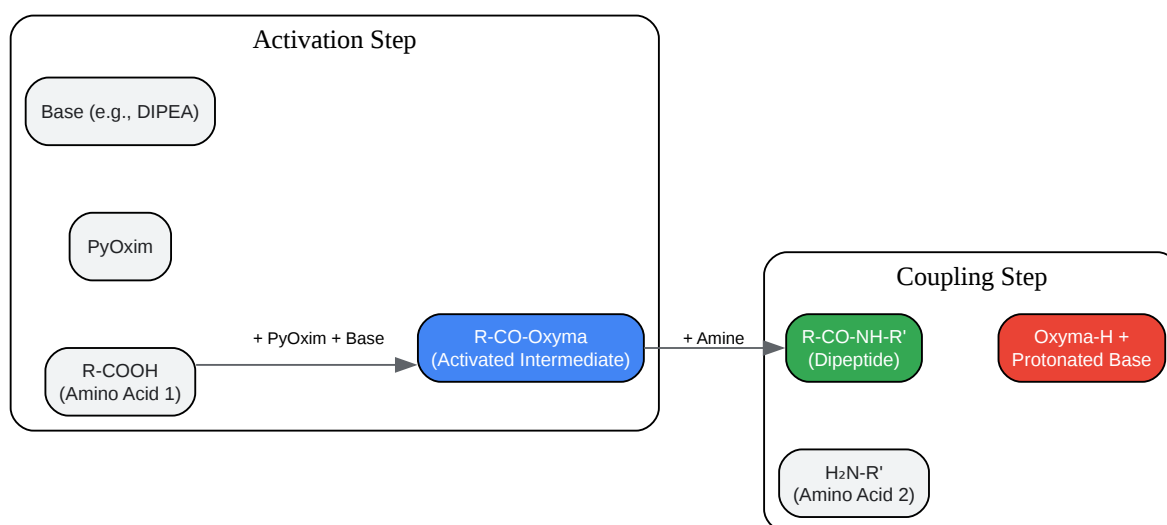 Activation Step
Base (e.g., DIPEA)
PyOxim
R-COOH
(Amino Acid 1)
+ PyOxim + Base
R-CO-Oxyma
(Activated Intermediate)
+ Amine
Coupling Step
R-CO-NH-R'
(Dipeptide)
Oxyma-H +
Protonated Base
H₂N-R'
(Amino Acid 2)